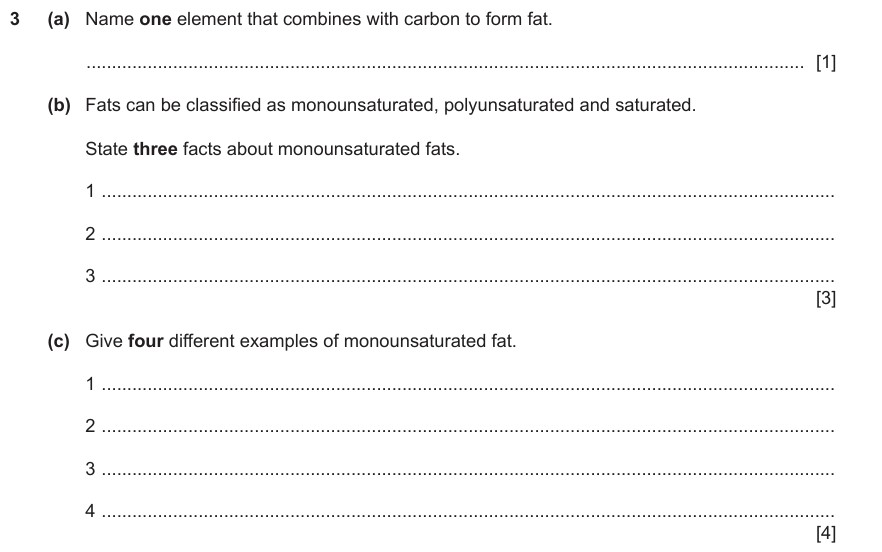 3 (a) Name one element that combines with carbon to form fat.
.......................................................................................................................................... [1]
(b) Fats can be classified as monounsaturated, polyunsaturated and saturated.
State three facts about monounsaturated fats.
1 ..............................................................................................................................................
2 ..............................................................................................................................................
3 ..............................................................................................................................................
[3]
(c) Give four different examples of monounsaturated fat.
1 ..............................................................................................................................................
2 ..............................................................................................................................................
3 ..............................................................................................................................................
4 ..............................................................................................................................................
[4]